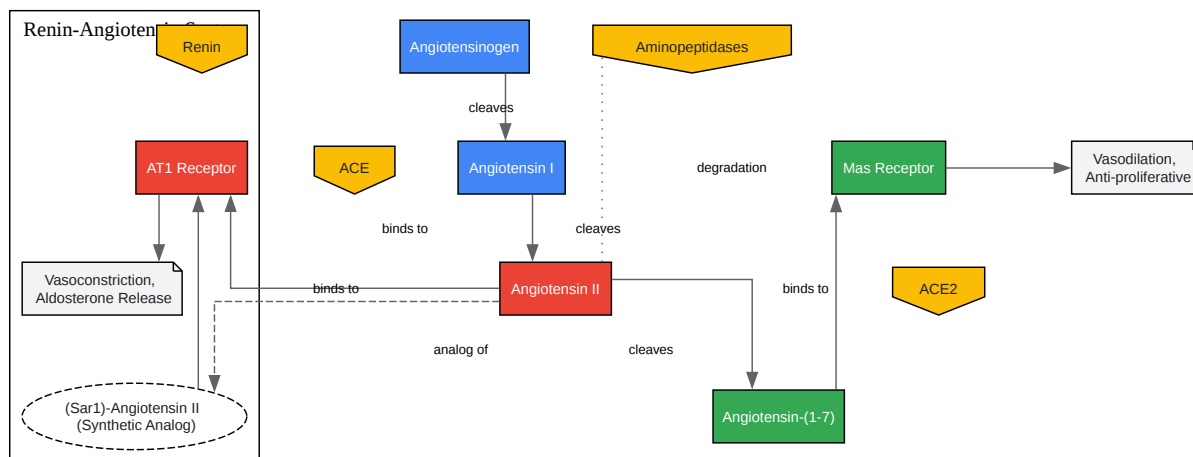 Renin-Angiotensin
Renin
Angiotensinogen
Aminopeptidases
cleaves
AT1 Receptor
ACE
Angiotensin I
degradation
Mas Receptor
Vasodilation,
Anti-proliferative
binds to
cleaves
Vasoconstriction,
Aldosterone Release
binds to
Angiotensin II
binds to
ACE2
analog of
cleaves
(Sar1)-Angiotensin II
(Synthetic Analog)
Angiotensin-(1-7)